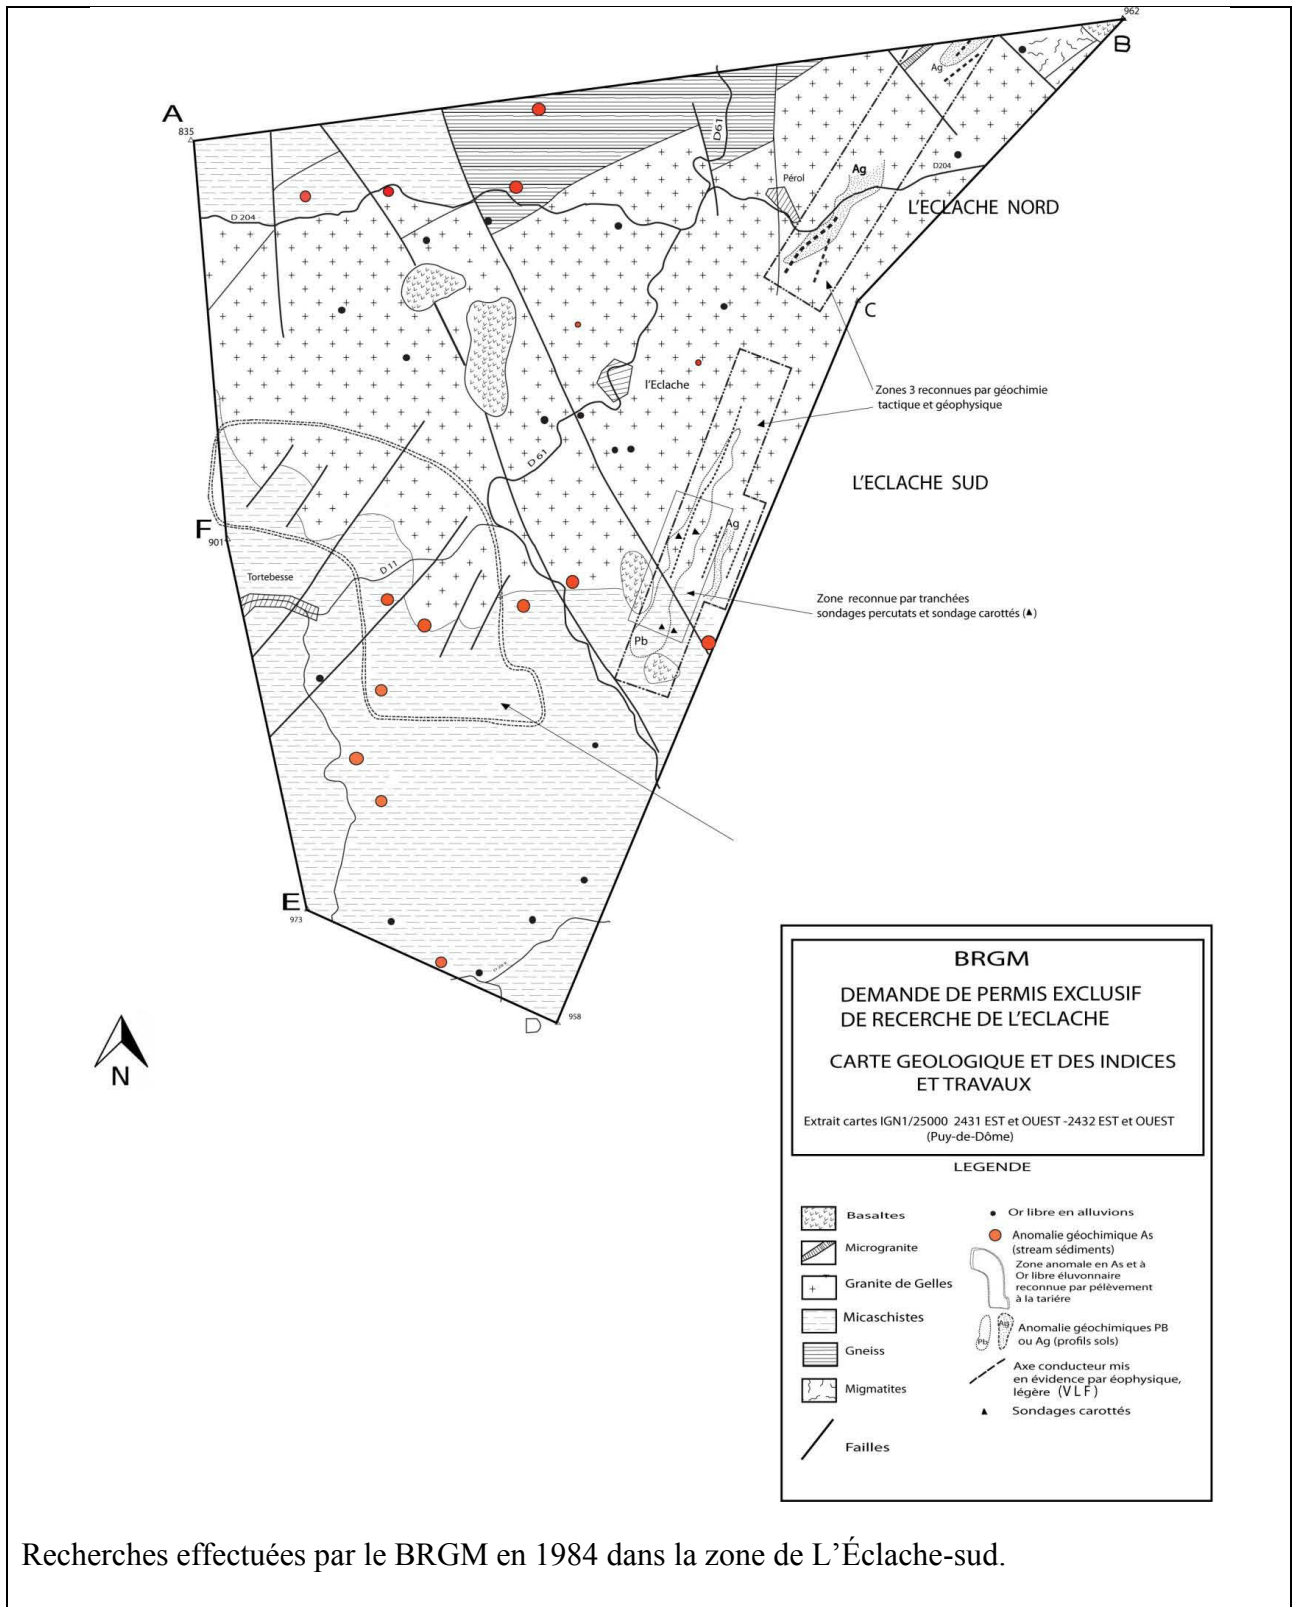 962
B
A
835
D61
Ag
D204
Pérol
Ag
L'ECLACHE NORD
D 204
C
l'Eclache
Zones 3 reconnues par géochimie
tactique et géophysique
D 61
L'ECLACHE SUD
F
901
Ag
D 11
Tortebesse
Zone reconnue par tranchées
sondages percutats et sondage carottés (▲)
Pb
E
973
D
958
N
BRGM
DEMANDE DE PERMIS EXCLUSIF
DE RECERCHE DE L'ECLACHE
CARTE GEOLOGIQUE ET DES INDICES
ET TRAVAUX
Extrait cartes IGN1/25000 2431 EST et OUEST -2432 EST et OUEST
(Puy-de-Dôme)
LEGENDE
Basaltes
Microgranite
Granite de Gelles
Micaschistes
Gneiss
Migmatites
Failles
Or libre en alluvions
Anomalie géochimique As
(stream sédiments)
Zone anomale en As et à
Or libre éluvonnaire
reconnue par pélèvement
à la tariére
Pb
Ag
Anomalie géochimiques PB
ou Ag (profils sols)
Axe conducteur mis
en évidence par éophysique,
légére (V L F)
Sondages carottés
Recherches effectuées par le BRGM en 1984 dans la zone de L'Éclache-sud.